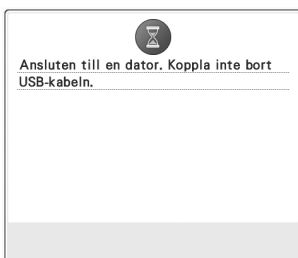 Ansluten till en dator. Koppla inte bort
USB-kabeln.